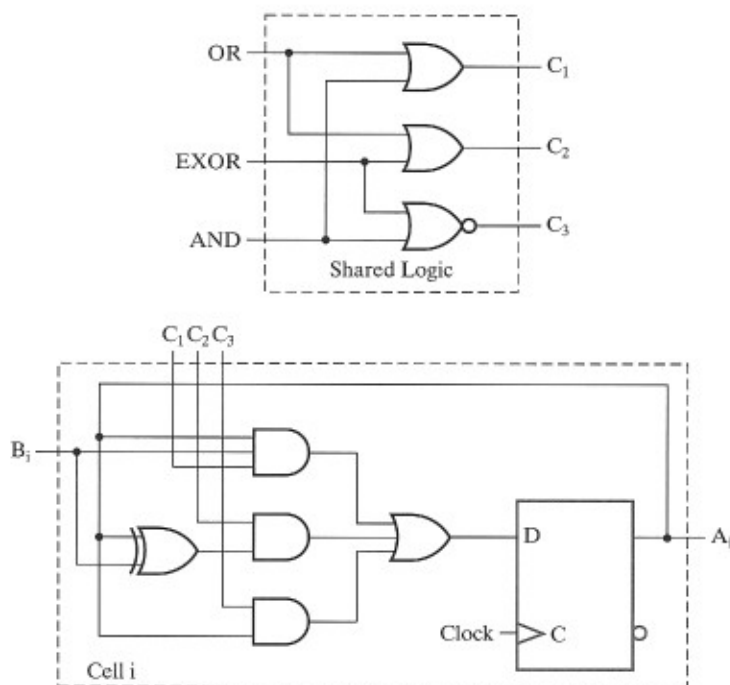 OR
C₁
EXOR
C₂
AND
C₃
Shared Logic
C₁ C₂ C₃
Bᵢ
D
Aᵢ
Clock
C
Cell i